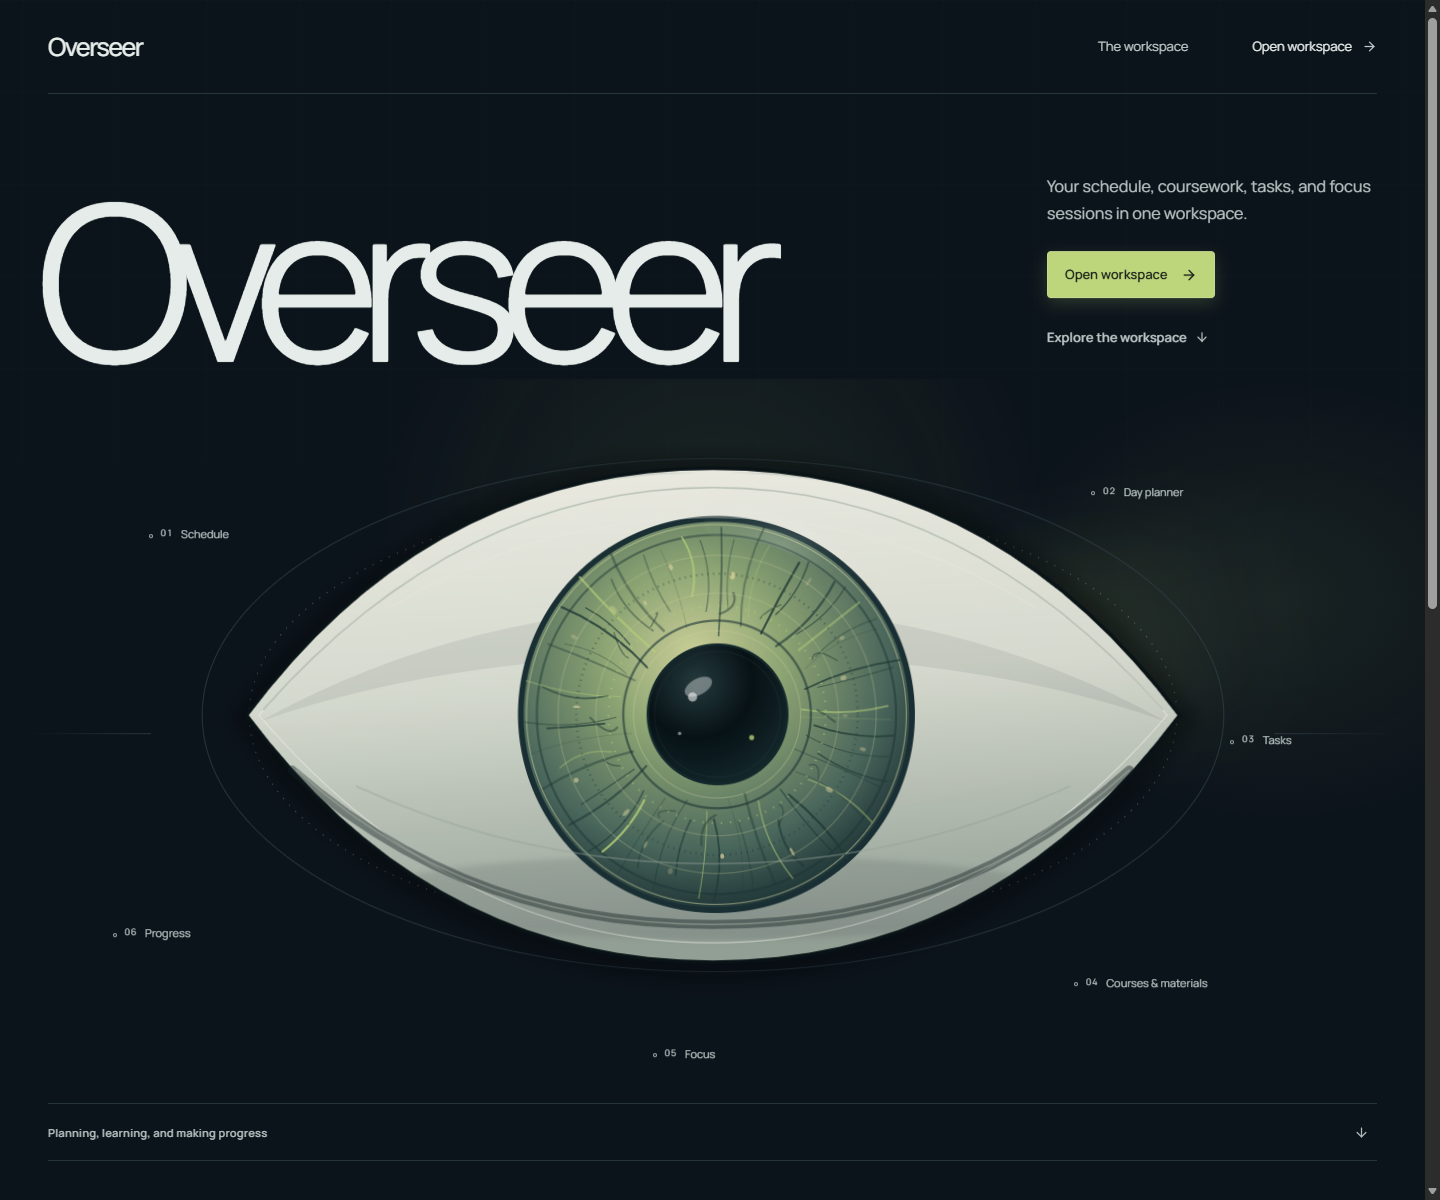 Overseer
The workspace
Open workspace →
Overseer
Your schedule, coursework, tasks, and focus
sessions in one workspace.
Open workspace →
Explore the workspace ↓
02 Day planner
01 Schedule
03 Tasks
06 Progress
04 Courses & materials
05 Focus
Planning, learning, and making progress ↓